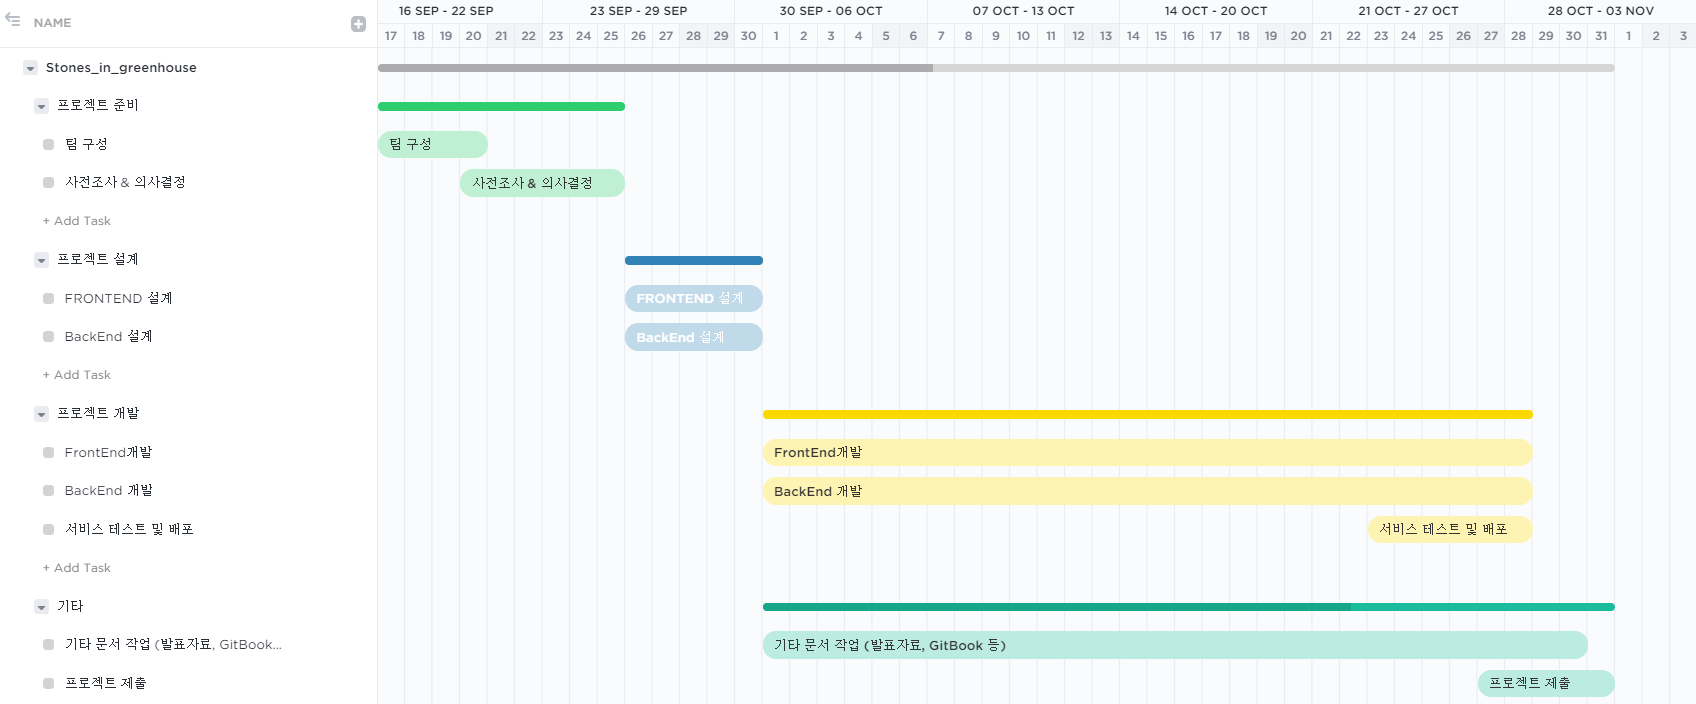 NAME
16 SEP - 22 SEP 23 SEP - 29 SEP 30 SEP - 06 OCT 07 OCT - 13 OCT 14 OCT - 20 OCT 21 OCT - 27 OCT 28 OCT - 03 NOV
17 18 19 20 21 22 23 24 25 26 27 28 29 30 1 2 3 4 5 6 7 8 9 10 11 12 13 14 15 16 17 18 19 20 21 22 23 24 25 26 27 28 29 30 31 1 2 3
Stones_in_greenhouse
프로젝트 준비
팀 구성 팀 구성
사전조사 & 의사결정 사전조사 & 의사결정
+ Add Task
프로젝트 설계
FRONTEND 설계 FRONTEND 설계
BackEnd 설계 BackEnd 설계
+ Add Task
프로젝트 개발
FrontEnd개발 FrontEnd개발
BackEnd 개발 BackEnd 개발
서비스 테스트 및 배포 서비스 테스트 및 배포
+ Add Task
기타
기타 문서 작업 (발표자료, GitBook... 기타 문서 작업 (발표자료, GitBook 등)
프로젝트 제출 프로젝트 제출